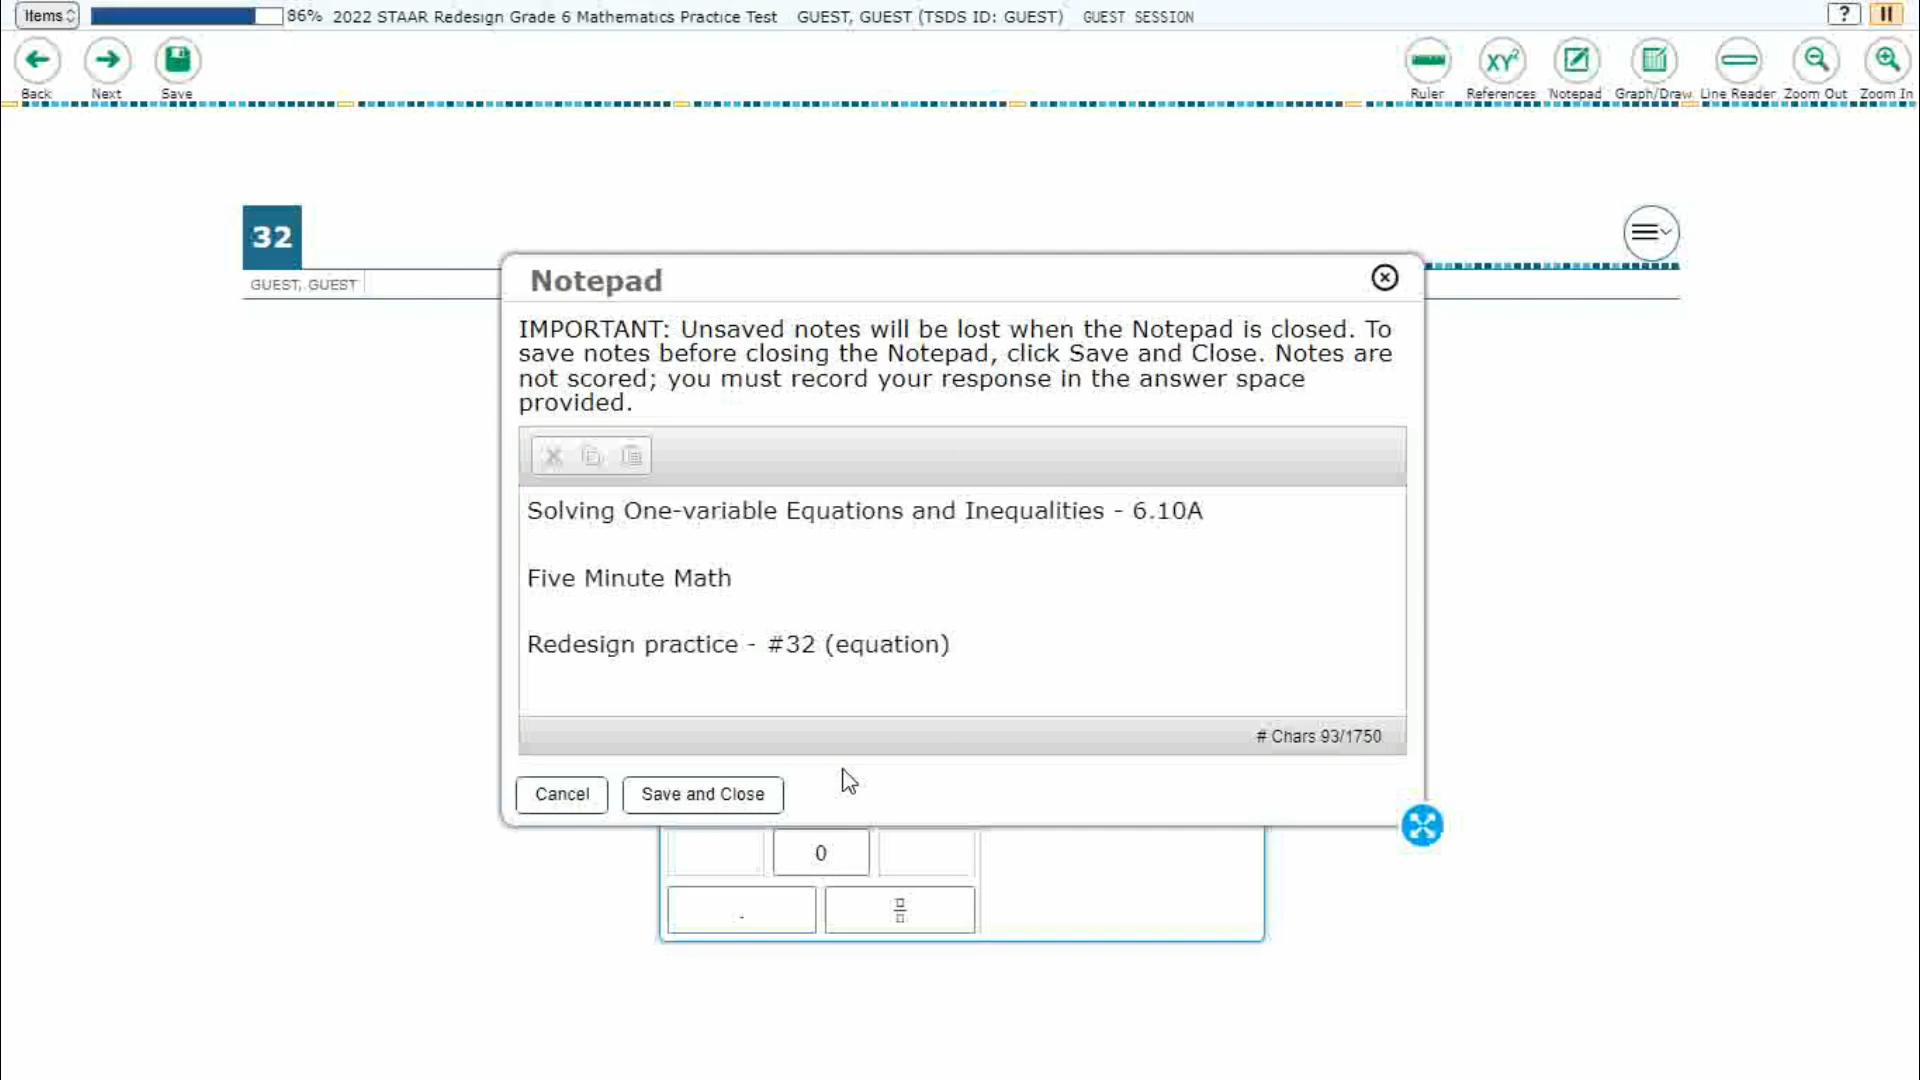 Items 86% 2022 STAAR Redesign Grade 6 Mathematics Practice Test GUEST, GUEST (TSDS ID: GUEST) GUEST SESSION ?
Back Next Save Ruler XY² References Notepad Graph/Draw Line Reader Zoom Out Zoom In
32
GUEST, GUEST
Notepad
IMPORTANT: Unsaved notes will be lost when the Notepad is closed. To
save notes before closing the Notepad, click Save and Close. Notes are
not scored; you must record your response in the answer space
provided.
Solving One-variable Equations and Inequalities - 6.10A
Five Minute Math
Redesign practice - #32 (equation)
# Chars 93/1750
Cancel Save and Close
0
.